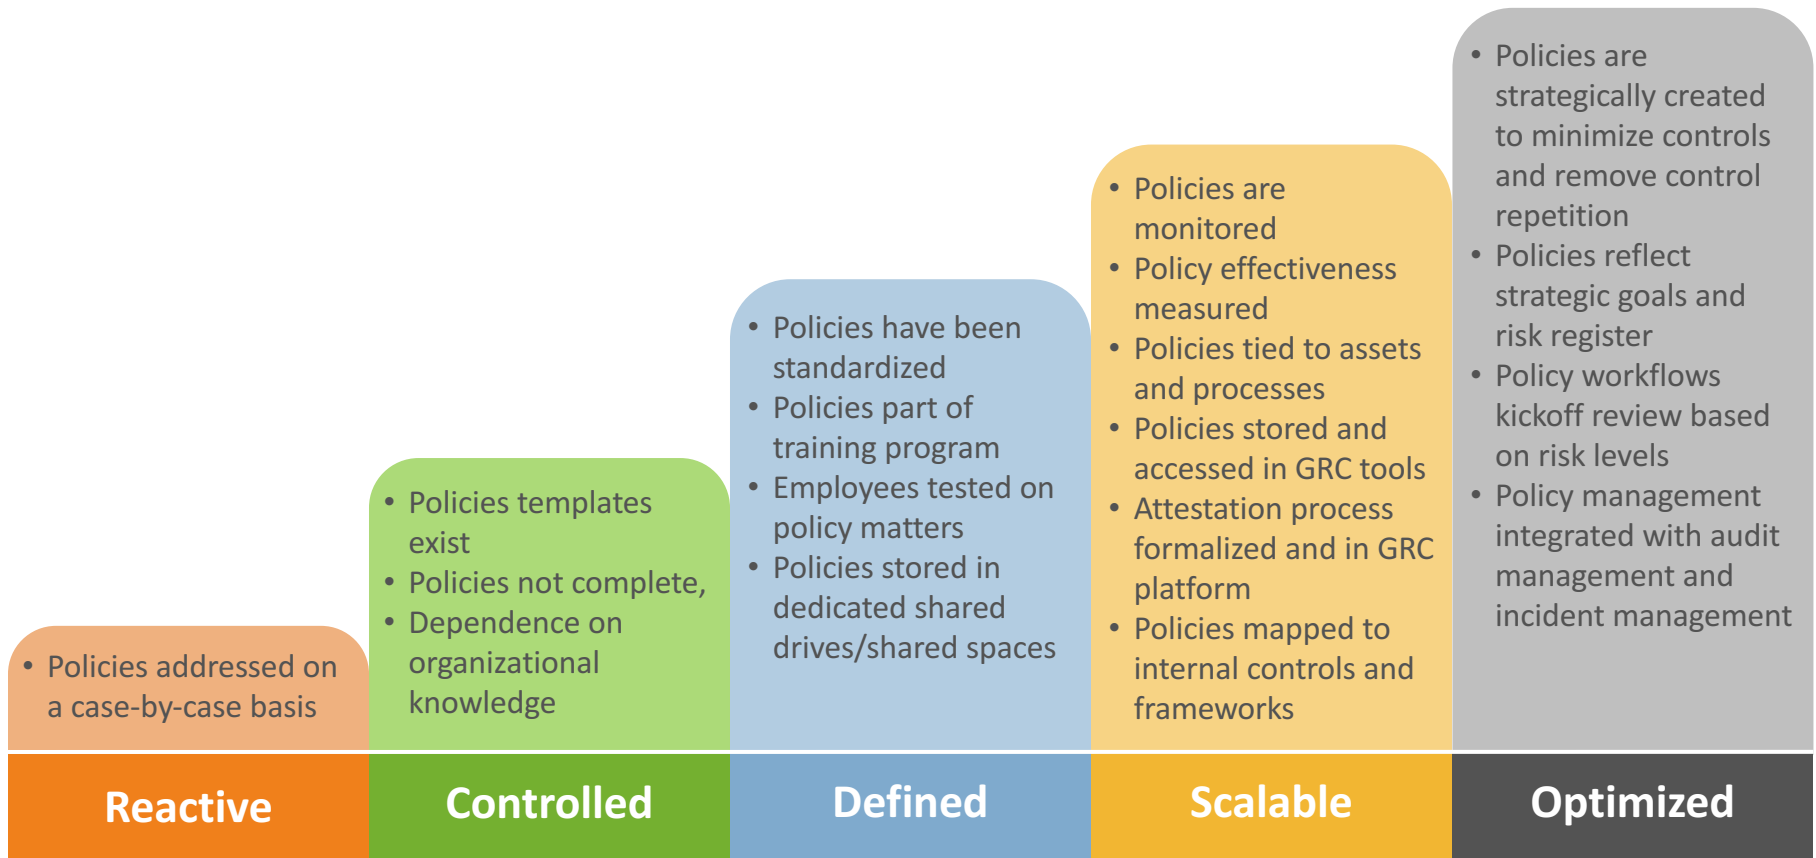 • Policies addressed on
a case-by-case basis
Reactive
• Policies templates
exist
• Policies not complete,
• Dependence on
organizational
knowledge
Controlled
• Policies have been
standardized
• Policies part of
training program
• Employees tested on
policy matters
• Policies stored in
dedicated shared
drives/shared spaces
Defined
• Policies are
monitored
• Policy effectiveness
measured
• Policies tied to assets
and processes
• Policies stored and
accessed in GRC tools
• Attestation process
formalized and in GRC
platform
• Policies mapped to
internal controls and
frameworks
Scalable
• Policies are
strategically created
to minimize controls
and remove control
repetition
• Policies reflect
strategic goals and
risk register
• Policy workflows
kickoff review based
on risk levels
• Policy management
integrated with audit
management and
incident management
Optimized